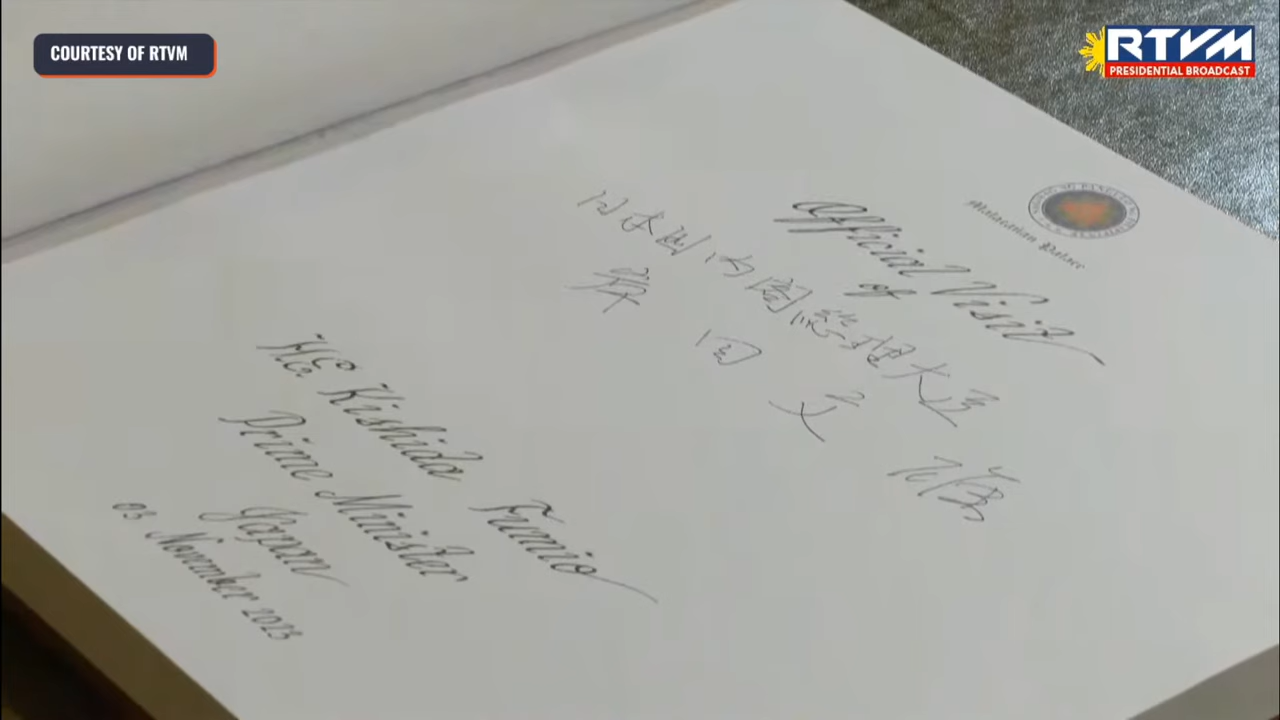 COURTESY OF RTVM
RTVM
PRESIDENTIAL BROADCAST
Malacañan Palace
Official Visit
of
日本国内閣総理大臣
岸田文雄
H.E. Kishida Fumio
Prime Minister
Japan
03 November 2023